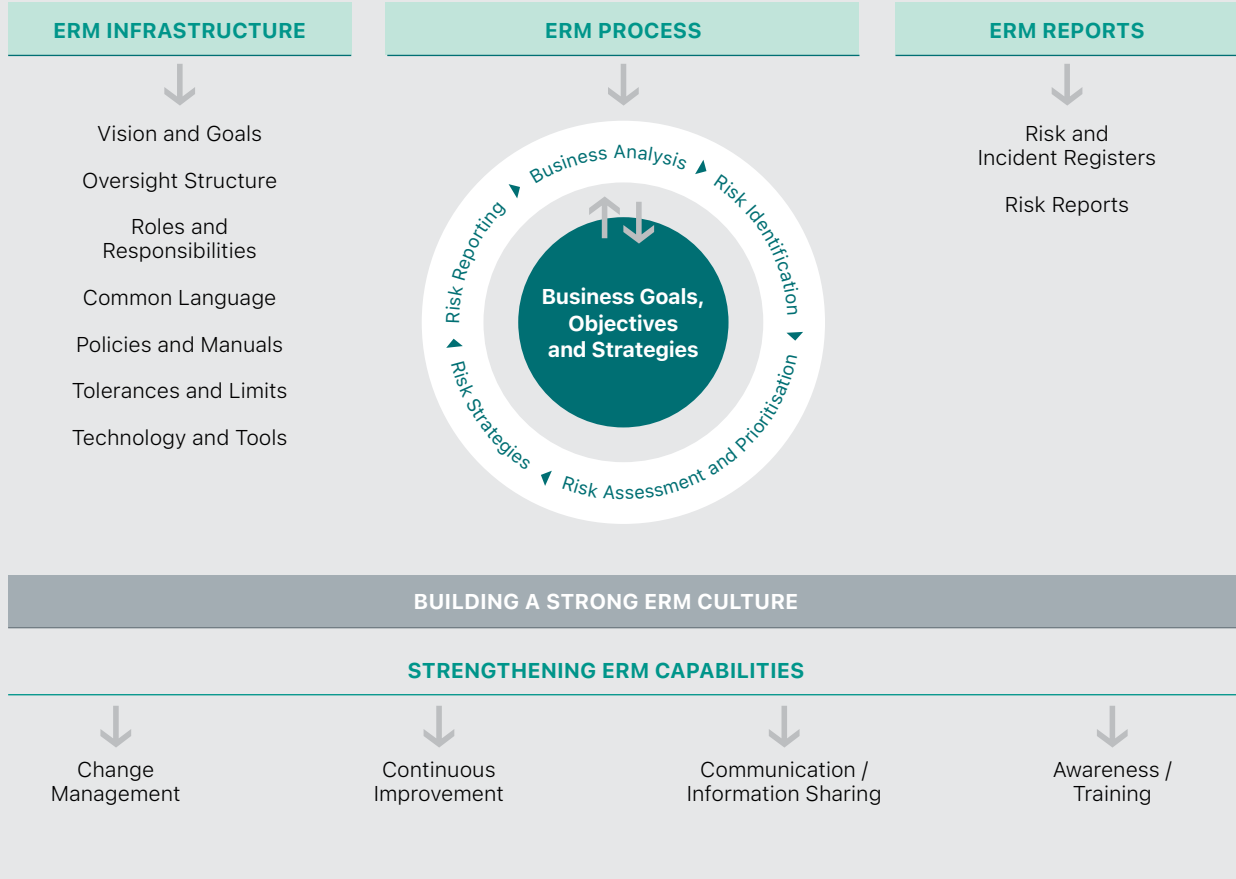 ERM INFRASTRUCTURE
Vision and Goals
Oversight Structure
Roles and
Responsibilities
Common Language
Policies and Manuals
Tolerances and Limits
Technology and Tools
ERM PROCESS
Business Analysis
Risk Identification
Risk Assessment and Prioritisation
Risk Strategies
Risk Reporting
Business Goals,
Objectives
and Strategies
ERM REPORTS
Risk and
Incident Registers
Risk Reports
BUILDING A STRONG ERM CULTURE
STRENGTHENING ERM CAPABILITIES
Change
Management
Continuous
Improvement
Communication /
Information Sharing
Awareness /
Training